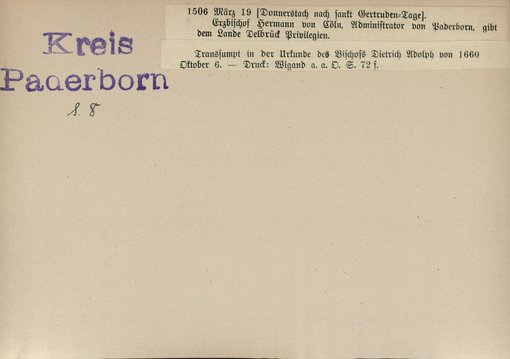 1506 März 19 [Donnerstach nach sankt Gertruden-Tage].
Erzbischof Hermann von Cöln, Administrator von Paderborn, gibt
dem Lande Delbrück Privilegien.
Transsumpt in der Urkunde des Bischofs Dietrich Adolph von 1660
Oktober 6. — Druck: Wigand a. a. O. S. 72 f.
Kreis
Paderborn
S. 8